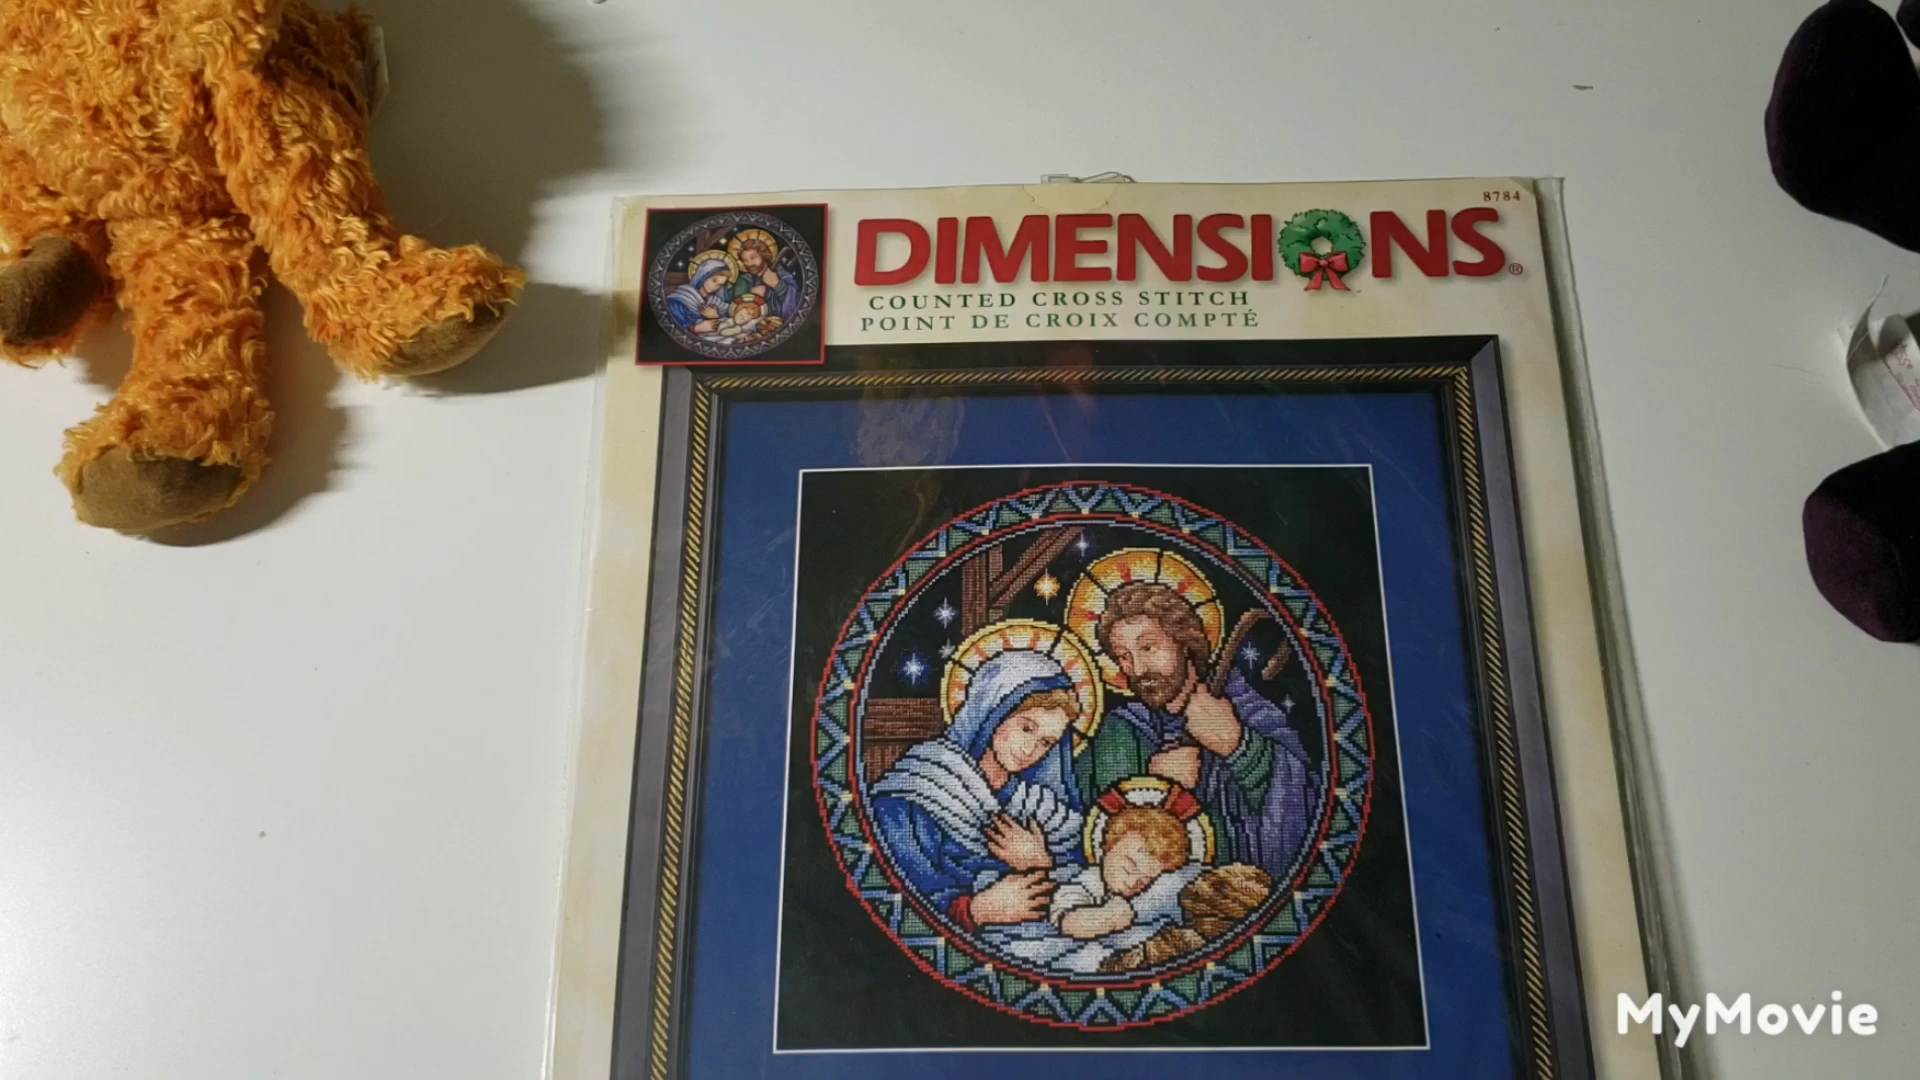 8784
DIMENSIONS®
COUNTED CROSS STITCH
POINT DE CROIX COMPTÉ
MyMovie